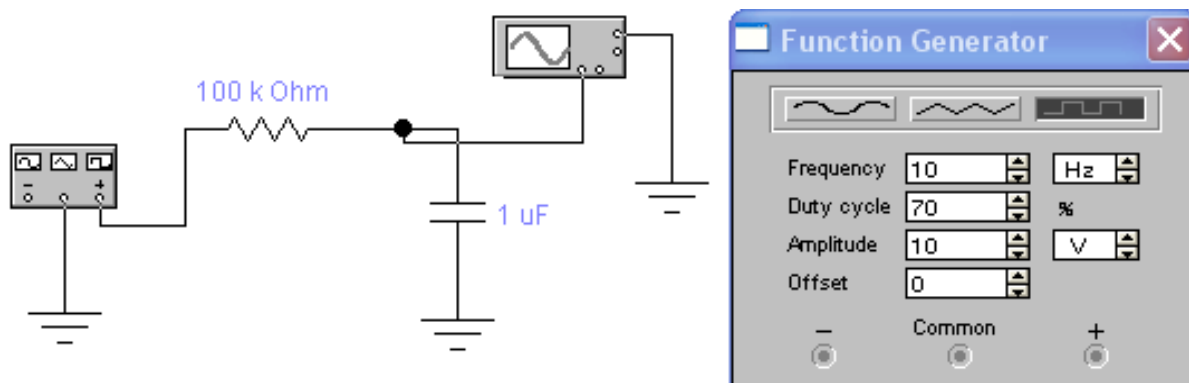 100 k Ohm
1 uF
- +
Function Generator
Frequency 10 Hz
Duty cycle 70 %
Amplitude 10 V
Offset 0
- Common +